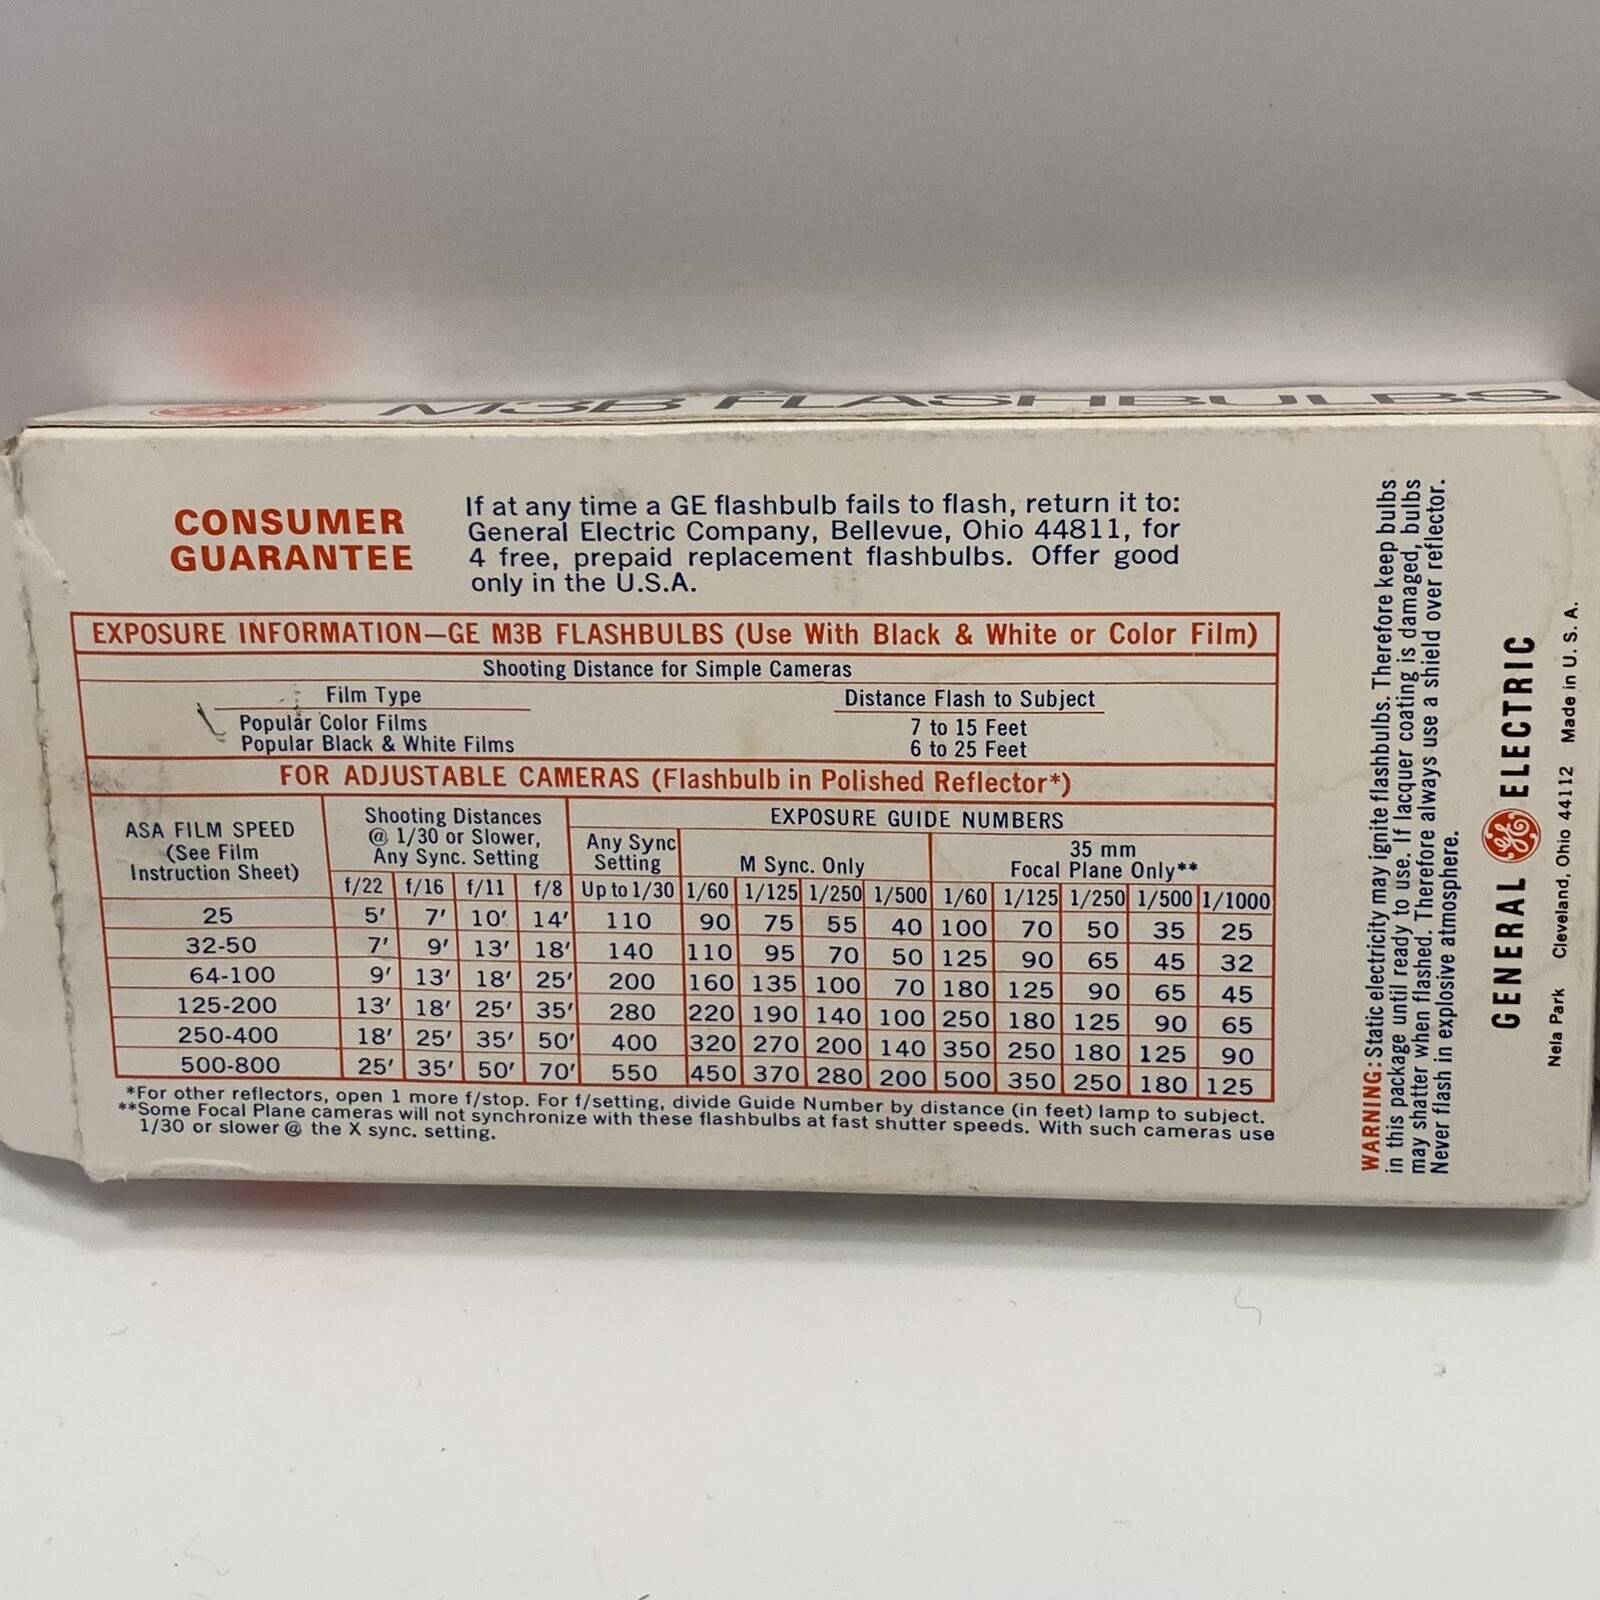 M3B FLASHBULBS
CONSUMER
GUARANTEE
If at any time a GE flashbulb fails to flash, return it to:
General Electric Company, Bellevue, Ohio 44811, for
4 free, prepaid replacement flashbulbs. Offer good
only in the U.S.A.
EXPOSURE INFORMATION—GE M3B FLASHBULBS (Use With Black & White or Color Film)
Shooting Distance for Simple Cameras
Film Type Distance Flash to Subject
Popular Color Films 7 to 15 Feet
Popular Black & White Films 6 to 25 Feet
FOR ADJUSTABLE CAMERAS (Flashbulb in Polished Reflector*)
ASA FILM SPEED
(See Film
Instruction Sheet)
Shooting Distances
@ 1/30 or Slower,
Any Sync. Setting
EXPOSURE GUIDE NUMBERS
Any Sync
Setting
M Sync. Only
35 mm
Focal Plane Only**
f/22 f/16 f/11 f/8 Up to 1/30 1/60 1/125 1/250 1/500 1/60 1/125 1/250 1/500 1/1000
25 5′ 7′ 10′ 14′ 110 90 75 55 40 100 70 50 35 25
32-50 7′ 9′ 13′ 18′ 140 110 95 70 50 125 90 65 45 32
64-100 9′ 13′ 18′ 25′ 200 160 135 100 70 180 125 90 65 45
125-200 13′ 18′ 25′ 35′ 280 220 190 140 100 250 180 125 90 65
250-400 18′ 25′ 35′ 50′ 400 320 270 200 140 350 250 180 125 90
500-800 25′ 35′ 50′ 70′ 550 450 370 280 200 500 350 250 180 125
*For other reflectors, open 1 more f/stop. For f/setting, divide Guide Number by distance (in feet) lamp to subject.
**Some Focal Plane cameras will not synchronize with these flashbulbs at fast shutter speeds. With such cameras use
1/30 or slower @ the X sync. setting.
WARNING: Static electricity may ignite flashbulbs. Therefore keep bulbs
in this package until ready to use. If lacquer coating is damaged, bulbs
may shatter when flashed. Therefore always use a shield over reflector.
Never flash in explosive atmosphere.
GENERAL GE ELECTRIC
Nela Park Cleveland, Ohio 44112 Made in U. S. A.